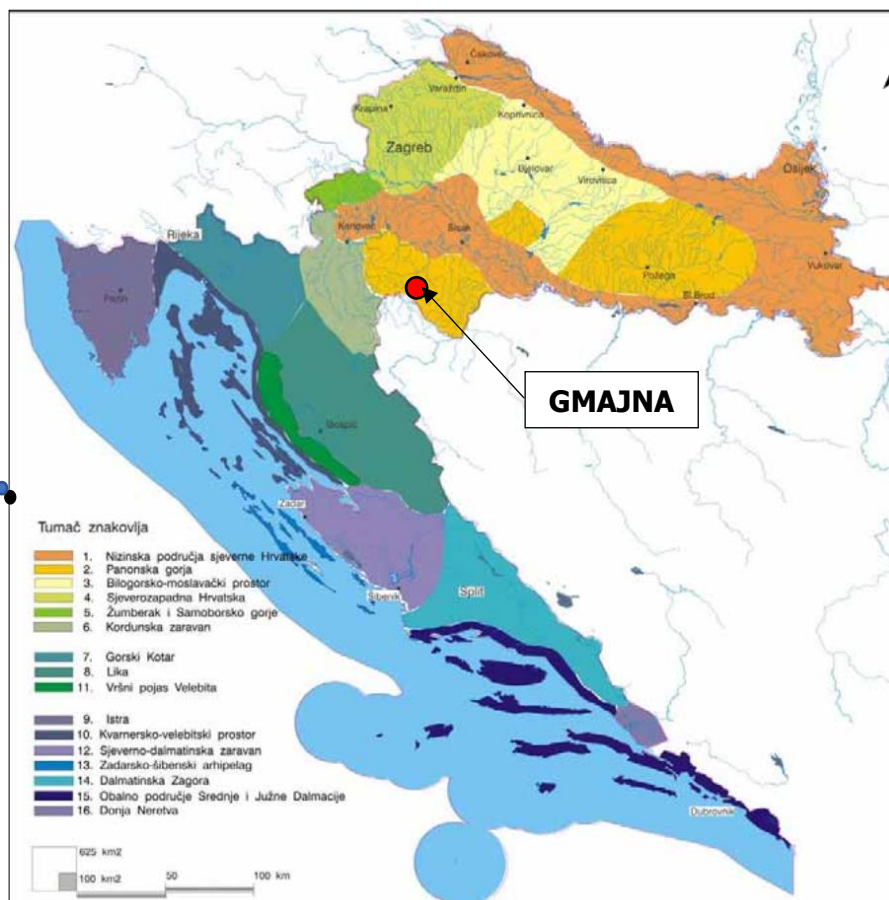 Čakovec
Varaždin
Krapina
Koprivnica
Zagreb
Bjelovar
Virovitica
Osijek
Rijeka
Karlovac
Sisak
Vukovar
Požega
Sl.Brod
Pazin
GMAJNA
Gospić
Zadar
Šibenik
Split
Dubrovnik
Tumač znakovlja
1. Nizinska područja sjeverne Hrvatske
2. Panonska gorja
3. Bilogorsko-moslavački prostor
4. Sjeverozapadna Hrvatska
5. Žumberak i Samoborsko gorje
6. Kordunska zaravan
7. Gorski Kotar
8. Lika
11. Vršni pojas Velebita
9. Istra
10. Kvarnersko-velebitski prostor
12. Sjeverno-dalmatinska zaravan
13. Zadarsko-šibenski arhipelag
14. Dalmatinska Zagora
15. Obalno područje Srednje i Južne Dalmacije
16. Donja Neretva
625 km2
100 km2
50
100 km